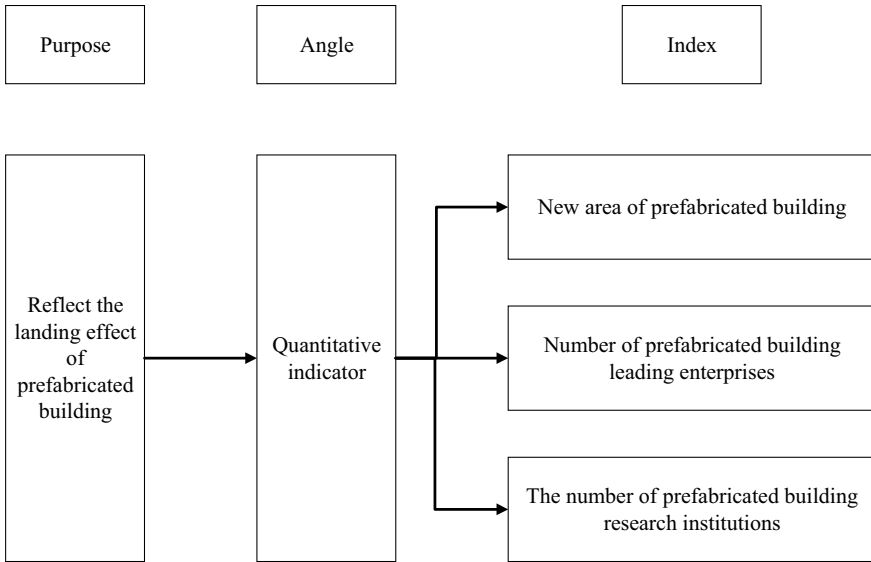 Purpose
Angle
Index
Reflect the
landing effect
of
prefabricated
building
Quantitative
indicator
New area of prefabricated building
Number of prefabricated building
leading enterprises
The number of prefabricated building
research institutions